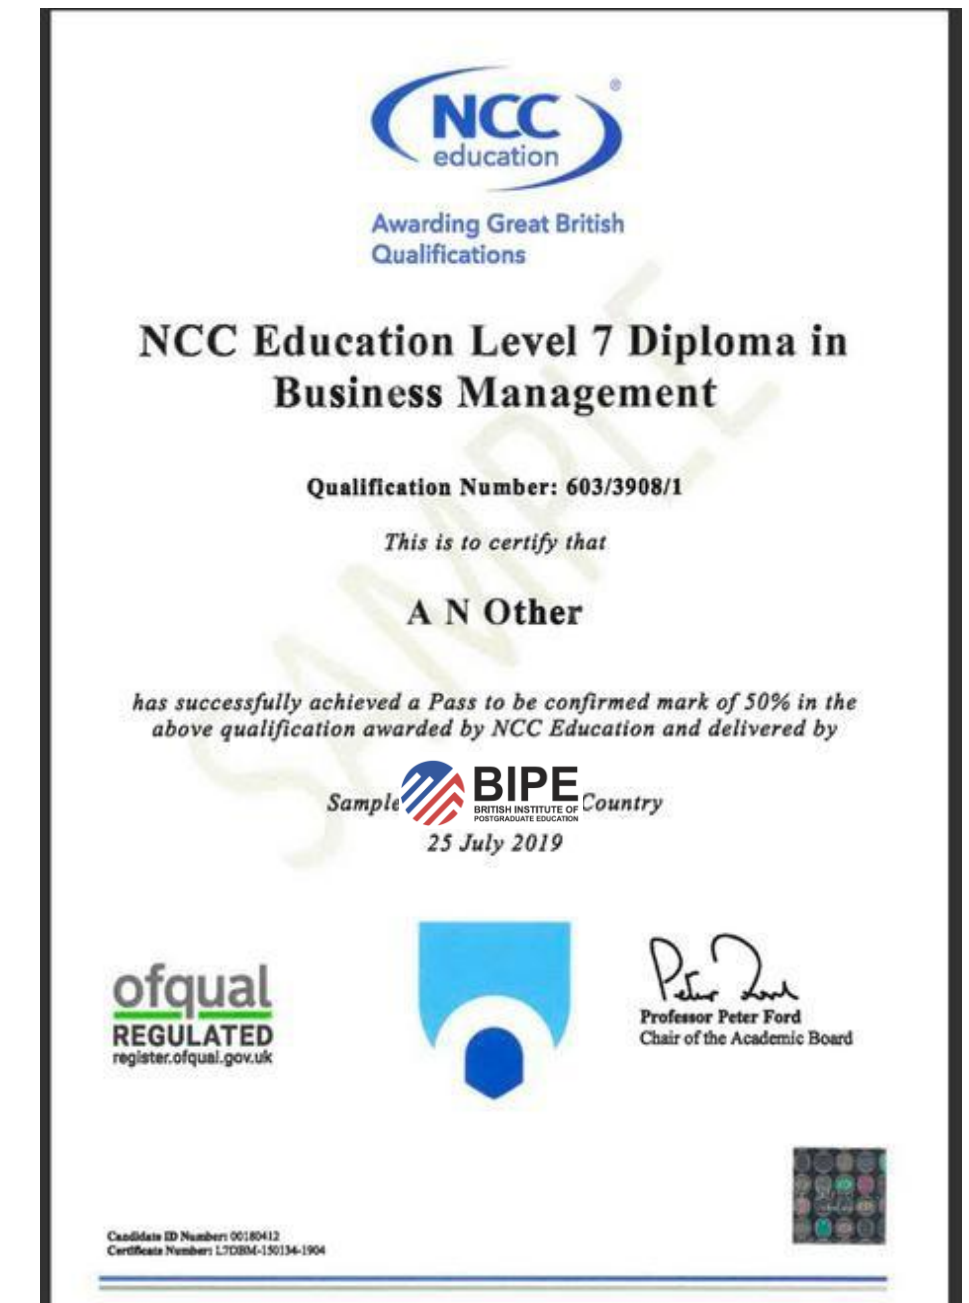 NCC ®
education
Awarding Great British
Qualifications
SAMPLE
NCC Education Level 7 Diploma in
Business Management
Qualification Number: 603/3908/1
This is to certify that
A N Other
has successfully achieved a Pass to be confirmed mark of 50% in the
above qualification awarded by NCC Education and delivered by
Sample BIPE Country
BRITISH INSTITUTE OF
POSTGRADUATE EDUCATION
25 July 2019
ofqual
REGULATED
register.ofqual.gov.uk
Peter Ford
Professor Peter Ford
Chair of the Academic Board
Candidate ID Number: 00180412
Certificate Number: L7DBM-150134-1904